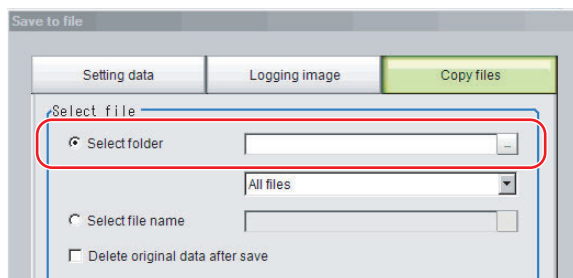 Save to file
Setting data Logging image Copy files
Select file
Select folder ...
All files
Select file name
Delete original data after save